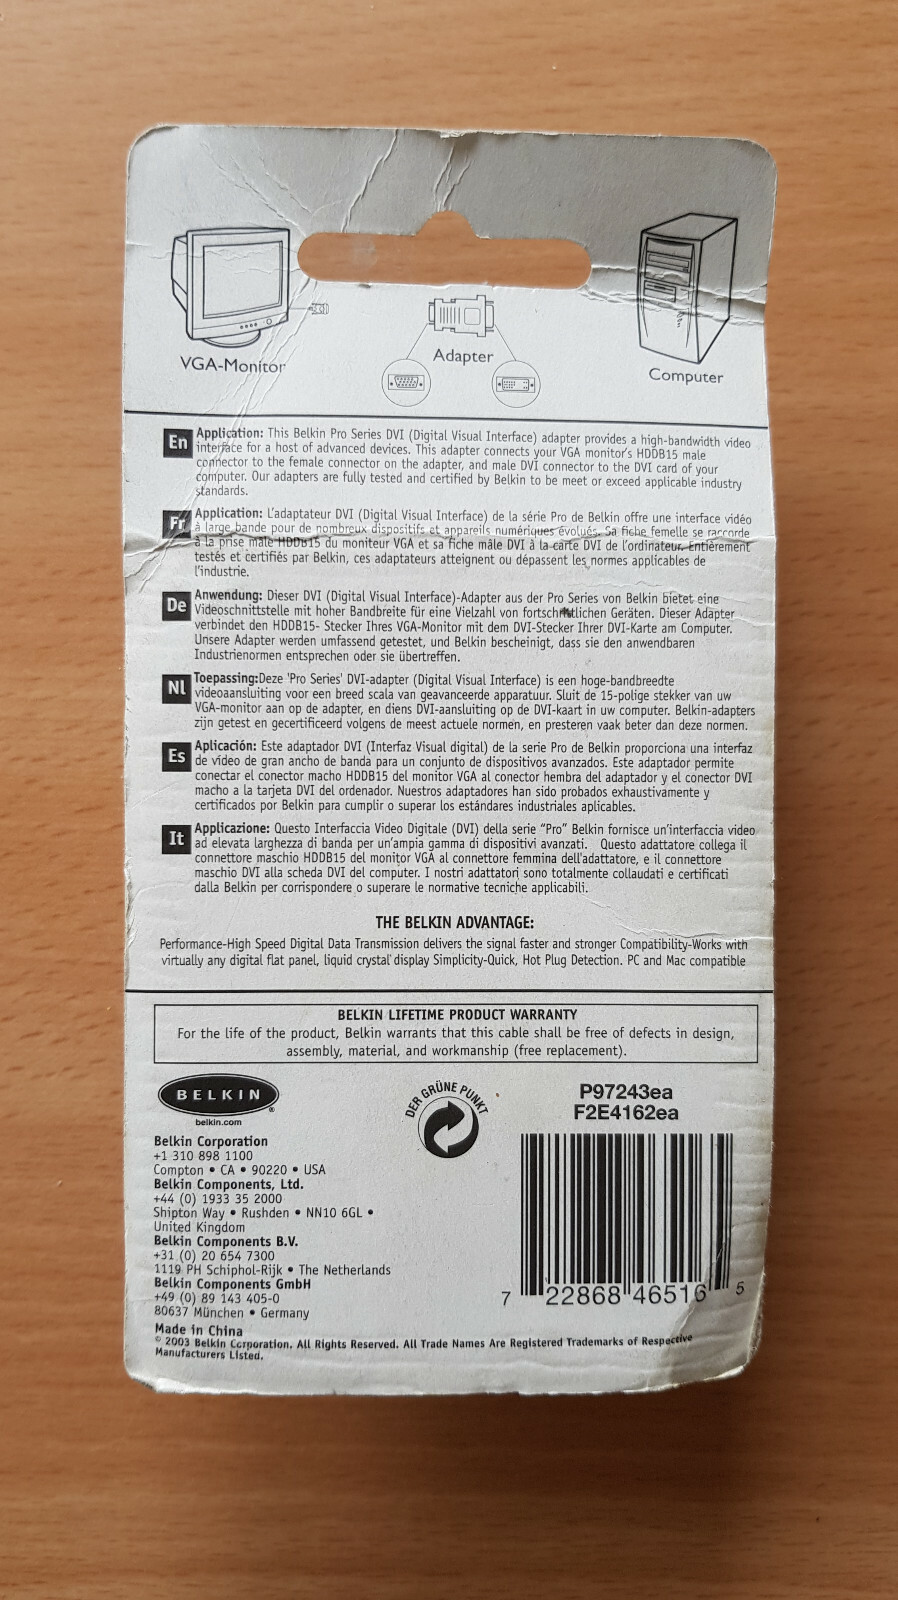 VGA-Monitor
Adapter
Computer
En
Application: This Belkin Pro Series DVI (Digital Visual Interface) adapter provides a high-bandwidth video
interface for a host of advanced devices. This adapter connects your VGA monitor's HDDB15 male
connector to the female connector on the adapter, and male DVI connector to the DVI card of your
computer. Our adapters are fully tested and certified by Belkin to be meet or exceed applicable industry
standards.
Fr
Application: L'adaptateur DVI (Digital Visual Interface) de la série Pro de Belkin offre une interface vidéo
à large bande pour de nombreux dispositifs et appareils numériques évolués. Sa fiche femelle se raccorde
à la prise mâle HDDB15 du moniteur VGA et sa fiche mâle DVI à la carte DVI de l'ordinateur. Entièrement
testés et certifiés par Belkin, ces adaptateurs atteignent ou dépassent les normes applicables de
l'industrie.
De
Anwendung: Dieser DVI (Digital Visual Interface)-Adapter aus der Pro Series von Belkin bietet eine
Videoschnittstelle mit hoher Bandbreite für eine Vielzahl von fortschrittlichen Geräten. Dieser Adapter
verbindet den HDDB15- Stecker Ihres VGA-Monitor mit dem DVI-Stecker Ihrer DVI-Karte am Computer.
Unsere Adapter werden umfassend getestet, und Belkin bescheinigt, dass sie den anwendbaren
Industrienormen entsprechen oder sie übertreffen.
Nl
Toepassing:Deze 'Pro Series' DVI-adapter (Digital Visual Interface) is een hoge-bandbreedte
videoaansluiting voor een breed scala van geavanceerde apparatuur. Sluit de 15-polige stekker van uw
VGA-monitor aan op de adapter, en diens DVI-aansluiting op de DVI-kaart in uw computer. Belkin-adapters
zijn getest en gecertificeerd volgens de meest actuele normen, en presteren vaak beter dan deze normen.
Es
Aplicación: Este adaptador DVI (Interfaz Visual digital) de la serie Pro de Belkin proporciona una interfaz
de vídeo de gran ancho de banda para un conjunto de dispositivos avanzados. Este adaptador permite
conectar el conector macho HDDB15 del monitor VGA al conector hembra del adaptador y el conector DVI
macho a la tarjeta DVI del ordenador. Nuestros adaptadores han sido probados exhaustivamente y
certificados por Belkin para cumplir o superar los estándares industriales aplicables.
It
Applicazione: Questo Interfaccia Video Digitale (DVI) della serie "Pro" Belkin fornisce un'interfaccia video
ad elevata larghezza di banda per un'ampia gamma di dispositivi avanzati. Questo adattatore collega il
connettore maschio HDDB15 del monitor VGA al connettore femmina dell'adattatore, e il connettore
maschio DVI alla scheda DVI del computer. I nostri adattatori sono totalmente collaudati e certificati
dalla Belkin per corrispondere o superare le normative tecniche applicabili.
THE BELKIN ADVANTAGE:
Performance-High Speed Digital Data Transmission delivers the signal faster and stronger Compatibility-Works with
virtually any digital flat panel, liquid crystal display Simplicity-Quick, Hot Plug Detection. PC and Mac compatible
BELKIN LIFETIME PRODUCT WARRANTY
For the life of the product, Belkin warrants that this cable shall be free of defects in design,
assembly, material, and workmanship (free replacement).
BELKIN®
belkin.com
Belkin Corporation
+1 310 898 1100
Compton • CA • 90220 • USA
Belkin Components, Ltd.
+44 (0) 1933 35 2000
Shipton Way • Rushden • NN10 6GL •
United Kingdom
Belkin Components B.V.
+31 (0) 20 654 7300
1119 PH Schiphol-Rijk • The Netherlands
Belkin Components GmbH
+49 (0) 89 143 405-0
80637 München • Germany
Made in China
© 2003 Belkin Corporation. All Rights Reserved. All Trade Names Are Registered Trademarks of Respective
Manufacturers Listed.
DER GRÜNE PUNKT
P97243ea
F2E4162ea
7 22868 46516 5